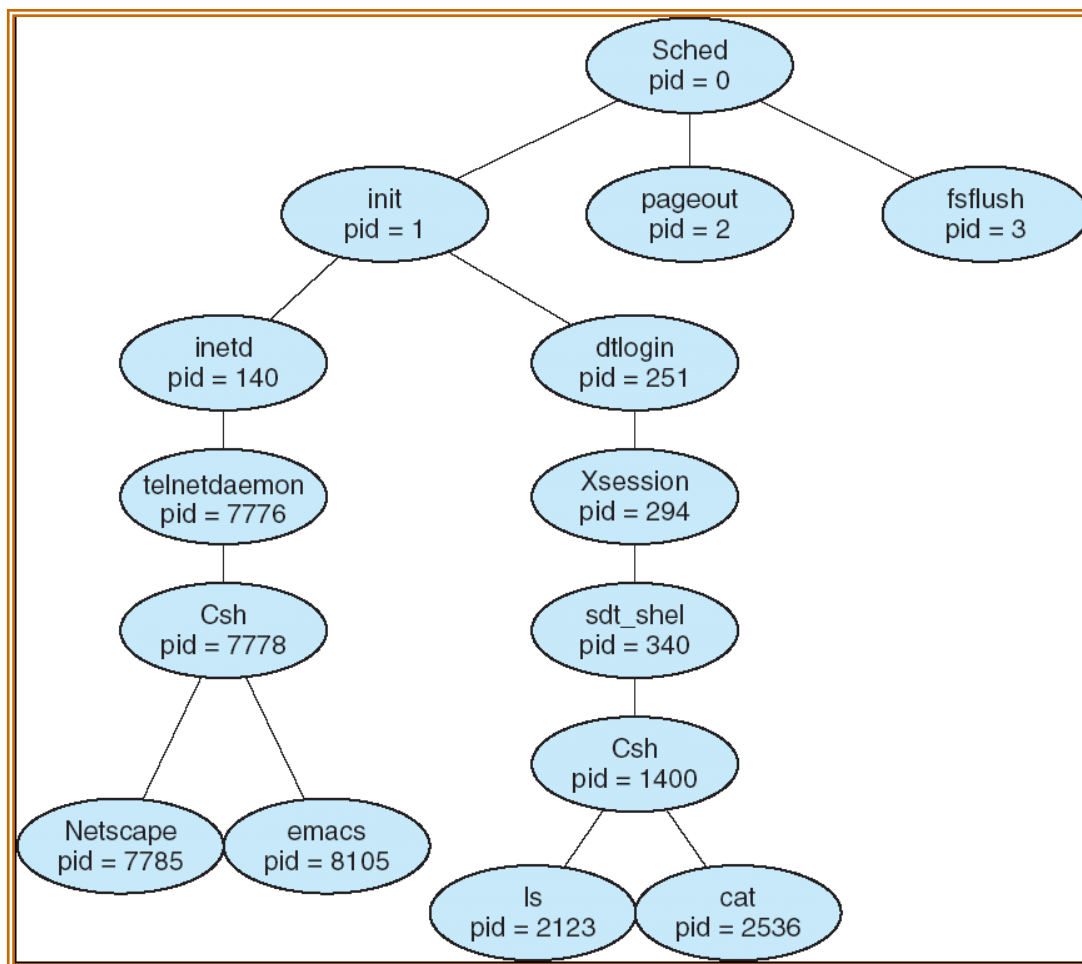 Sched
pid = 0
init
pid = 1
pageout
pid = 2
fsflush
pid = 3
inetd
pid = 140
dtlogin
pid = 251
telnetdaemon
pid = 7776
Xsession
pid = 294
Csh
pid = 7778
sdt_shel
pid = 340
Csh
pid = 1400
Netscape
pid = 7785
emacs
pid = 8105
ls
pid = 2123
cat
pid = 2536